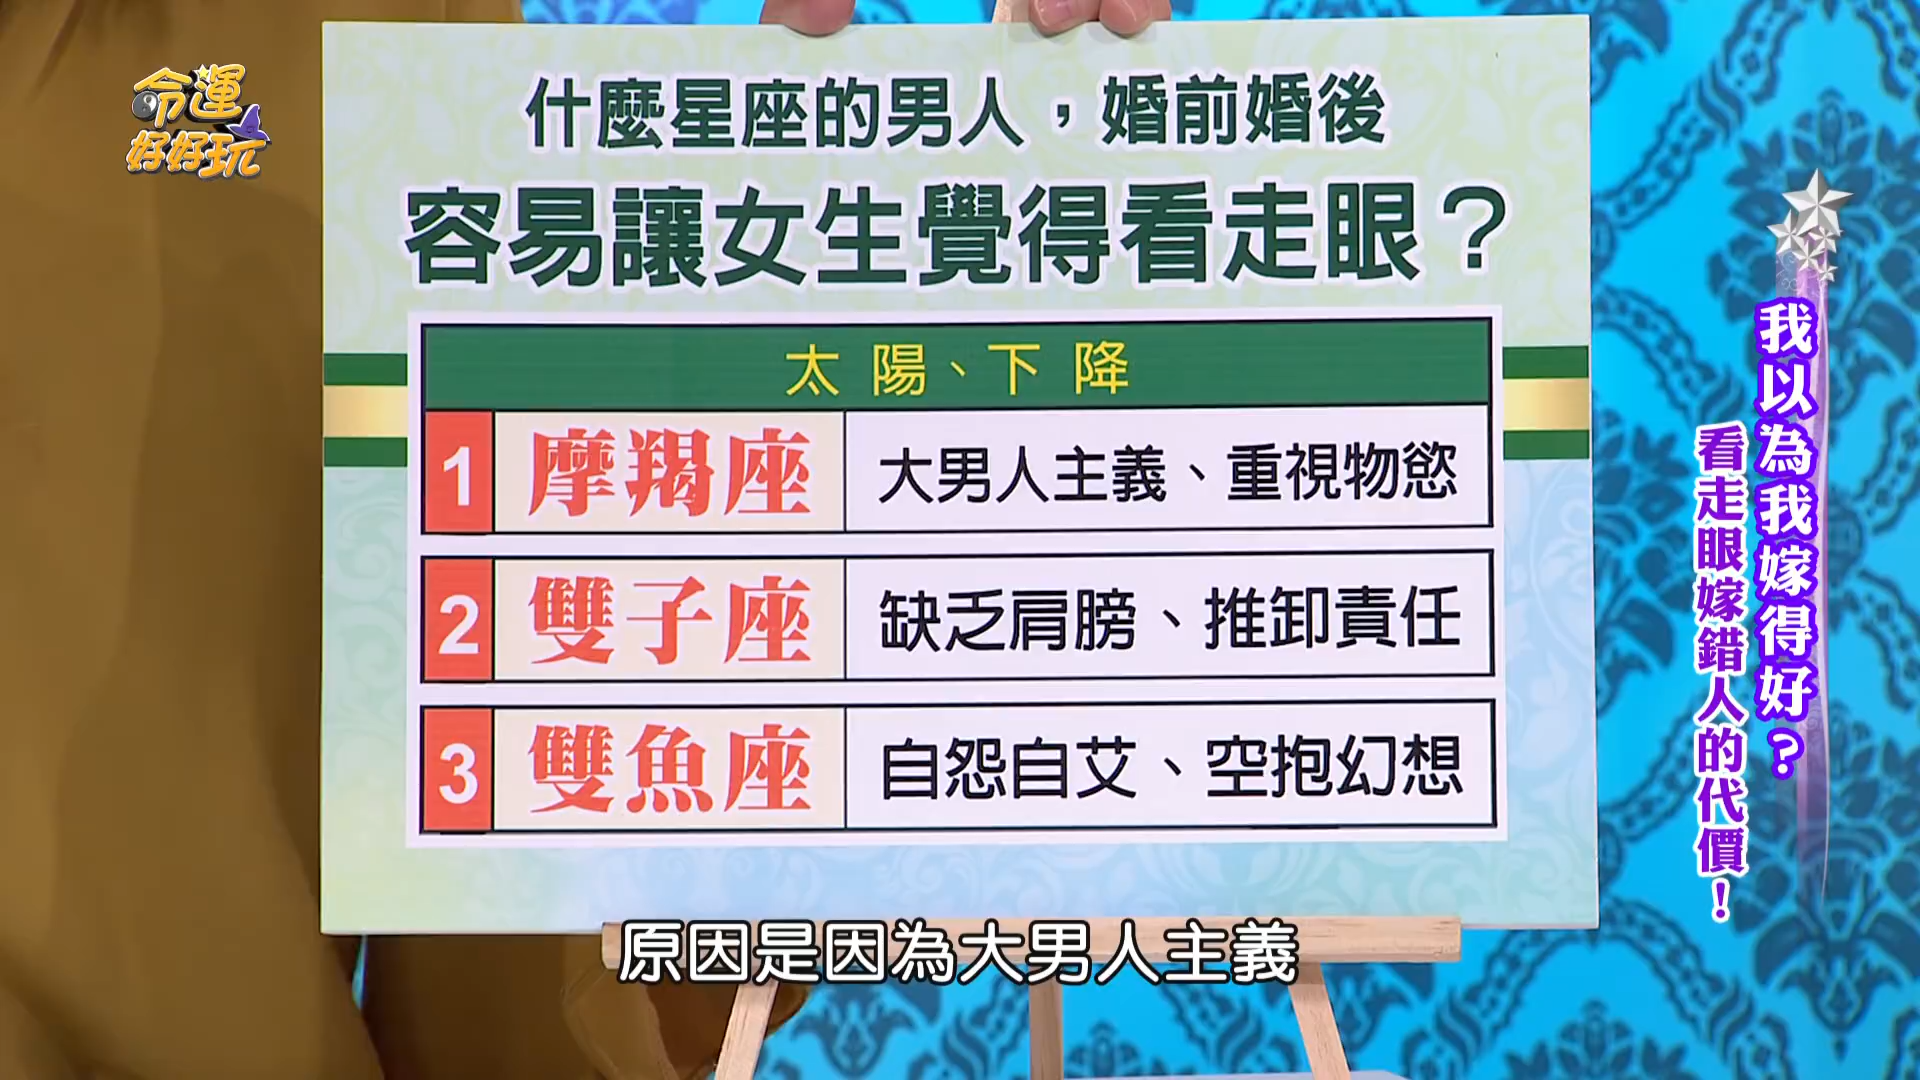 命運
好好玩
什麼星座的男人，婚前婚後
容易讓女生覺得看走眼？
太陽、下降
1 摩羯座 大男人主義、重視物慾
2 雙子座 缺乏肩膀、推卸責任
3 雙魚座 自怨自艾、空抱幻想
我以為我嫁得好？
看走眼嫁錯人的代價！
原因是因為大男人主義